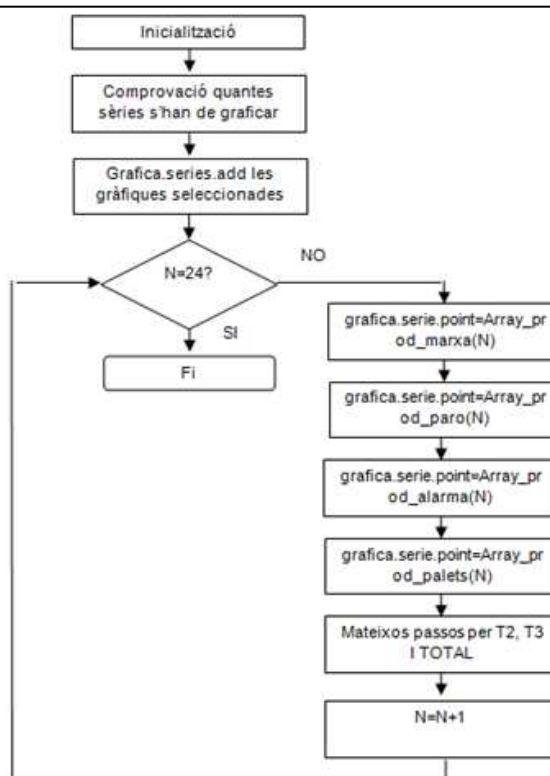 Inicialització
Comprovació quantes
sèries s'han de graficar
Grafica.series.add les
gràfiques seleccionades
N=24?
NO
SI
Fi
grafica.serie.point=Array_pr
od_marxa(N)
grafica.serie.point=Array_pr
od_paro(N)
grafica.serie.point=Array_pr
od_alarma(N)
grafica.serie.point=Array_pr
od_palets(N)
Mateixos passos per T2, T3
I TOTAL
N=N+1